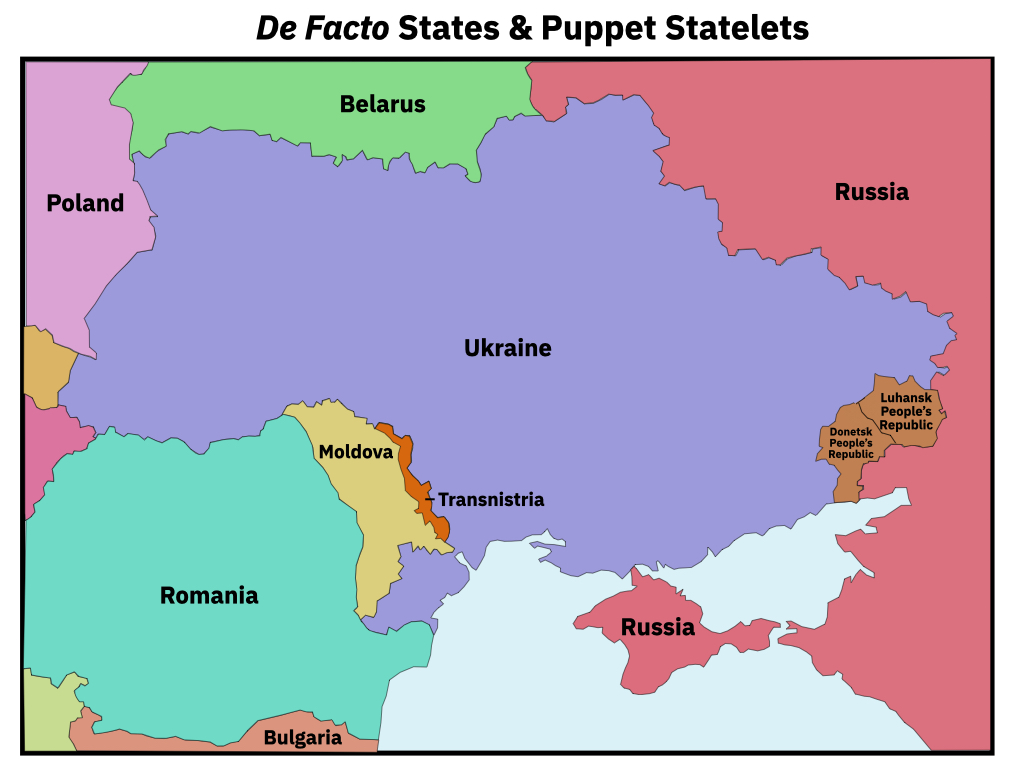 De Facto States & Puppet Statelets
Belarus
Russia
Poland
Ukraine
Luhansk
People's
Republic
Donetsk
People's
Republic
Moldova
Transnistria
Romania
Russia
Bulgaria